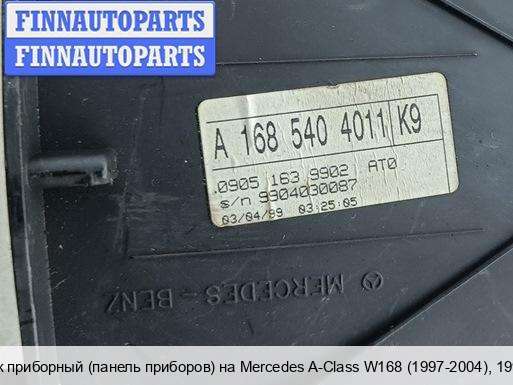 FINNAUTOPARTS
FINNAUTOPARTS
A 168 540 4011 K9
.0905 163 9902 AT0
s/n 9904030087
03/04/99 03:25:05
MERCEDES-BENZ
приборный (панель приборов) на Mercedes A-Class W168 (1997-2004),